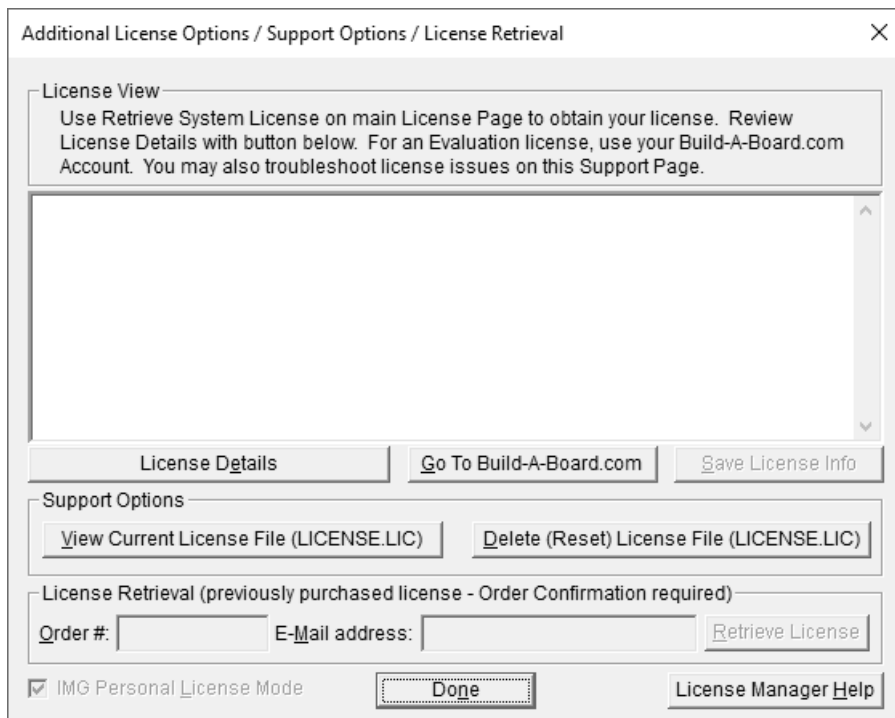 Additional License Options / Support Options / License Retrieval
License View
Use Retrieve System License on main License Page to obtain your license.  Review
License Details with button below.  For an Evaluation license, use your Build-A-Board.com
Account.  You may also troubleshoot license issues on this Support Page.
License Details Go To Build-A-Board.com Save License Info
Support Options
View Current License File (LICENSE.LIC) Delete (Reset) License File (LICENSE.LIC)
License Retrieval (previously purchased license - Order Confirmation required)
Order #: E-Mail address: Retrieve License
IMG Personal License Mode Done License Manager Help